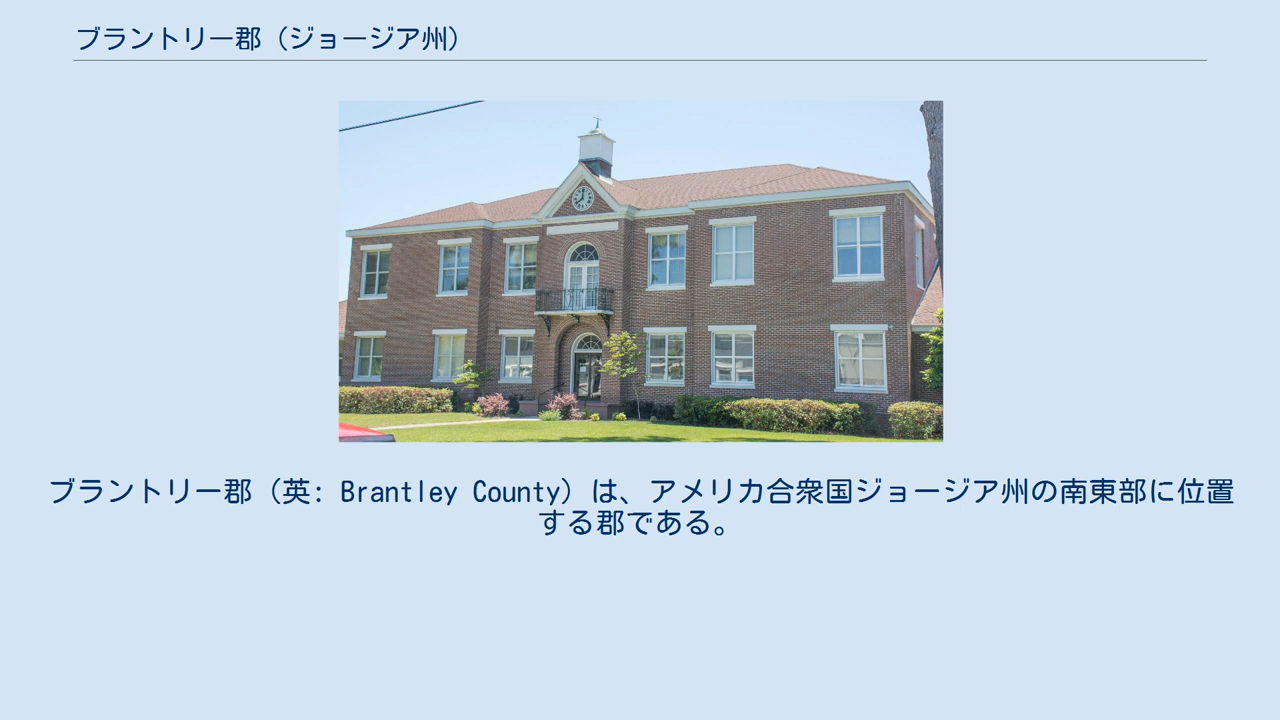 ブラントリー郡（ジョージア州）
ブラントリー郡（英: Brantley County）は、アメリカ合衆国ジョージア州の南東部に位置
する郡である。